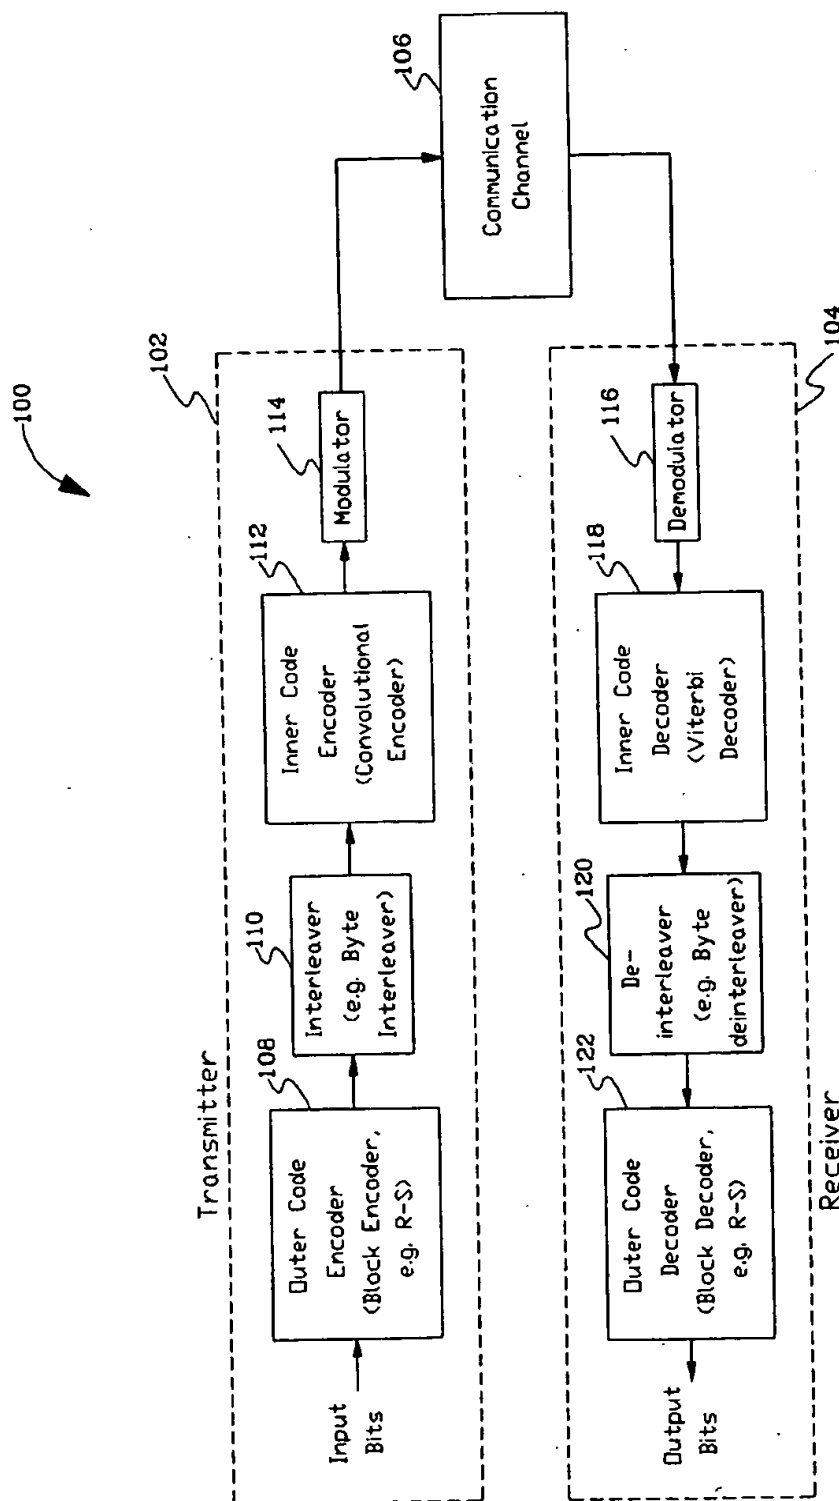 100
102
Transmitter
Input
Bits
108
Outer Code
Encoder
(Block Encoder,
e.g. R-S)
110
Interleaver
(e.g. Byte
Interleaver)
112
Inner Code
Encoder
(Convolutional
Encoder)
114
Modulator
106
Communication
Channel
116
Demodulator
118
Inner Code
Decoder
(Viterbi
Decoder)
120
De-
interleaver
(e.g. Byte
deinterleaver)
122
Outer Code
Decoder
(Block Decoder,
e.g. R-S)
Output
Bits
Receiver
104